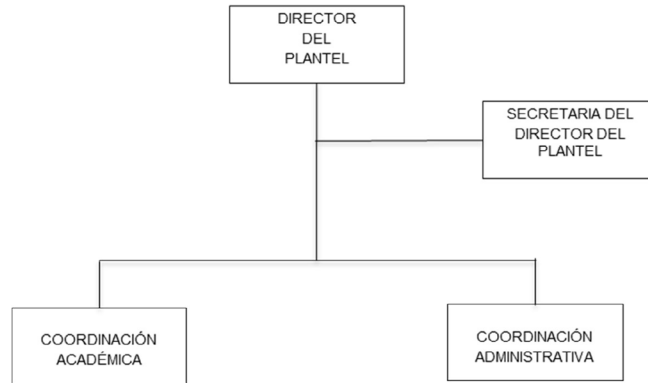 DIRECTOR
DEL
PLANTEL
SECRETARIA DEL
DIRECTOR DEL
PLANTEL
COORDINACIÓN
ACADÉMICA
COORDINACIÓN
ADMINISTRATIVA